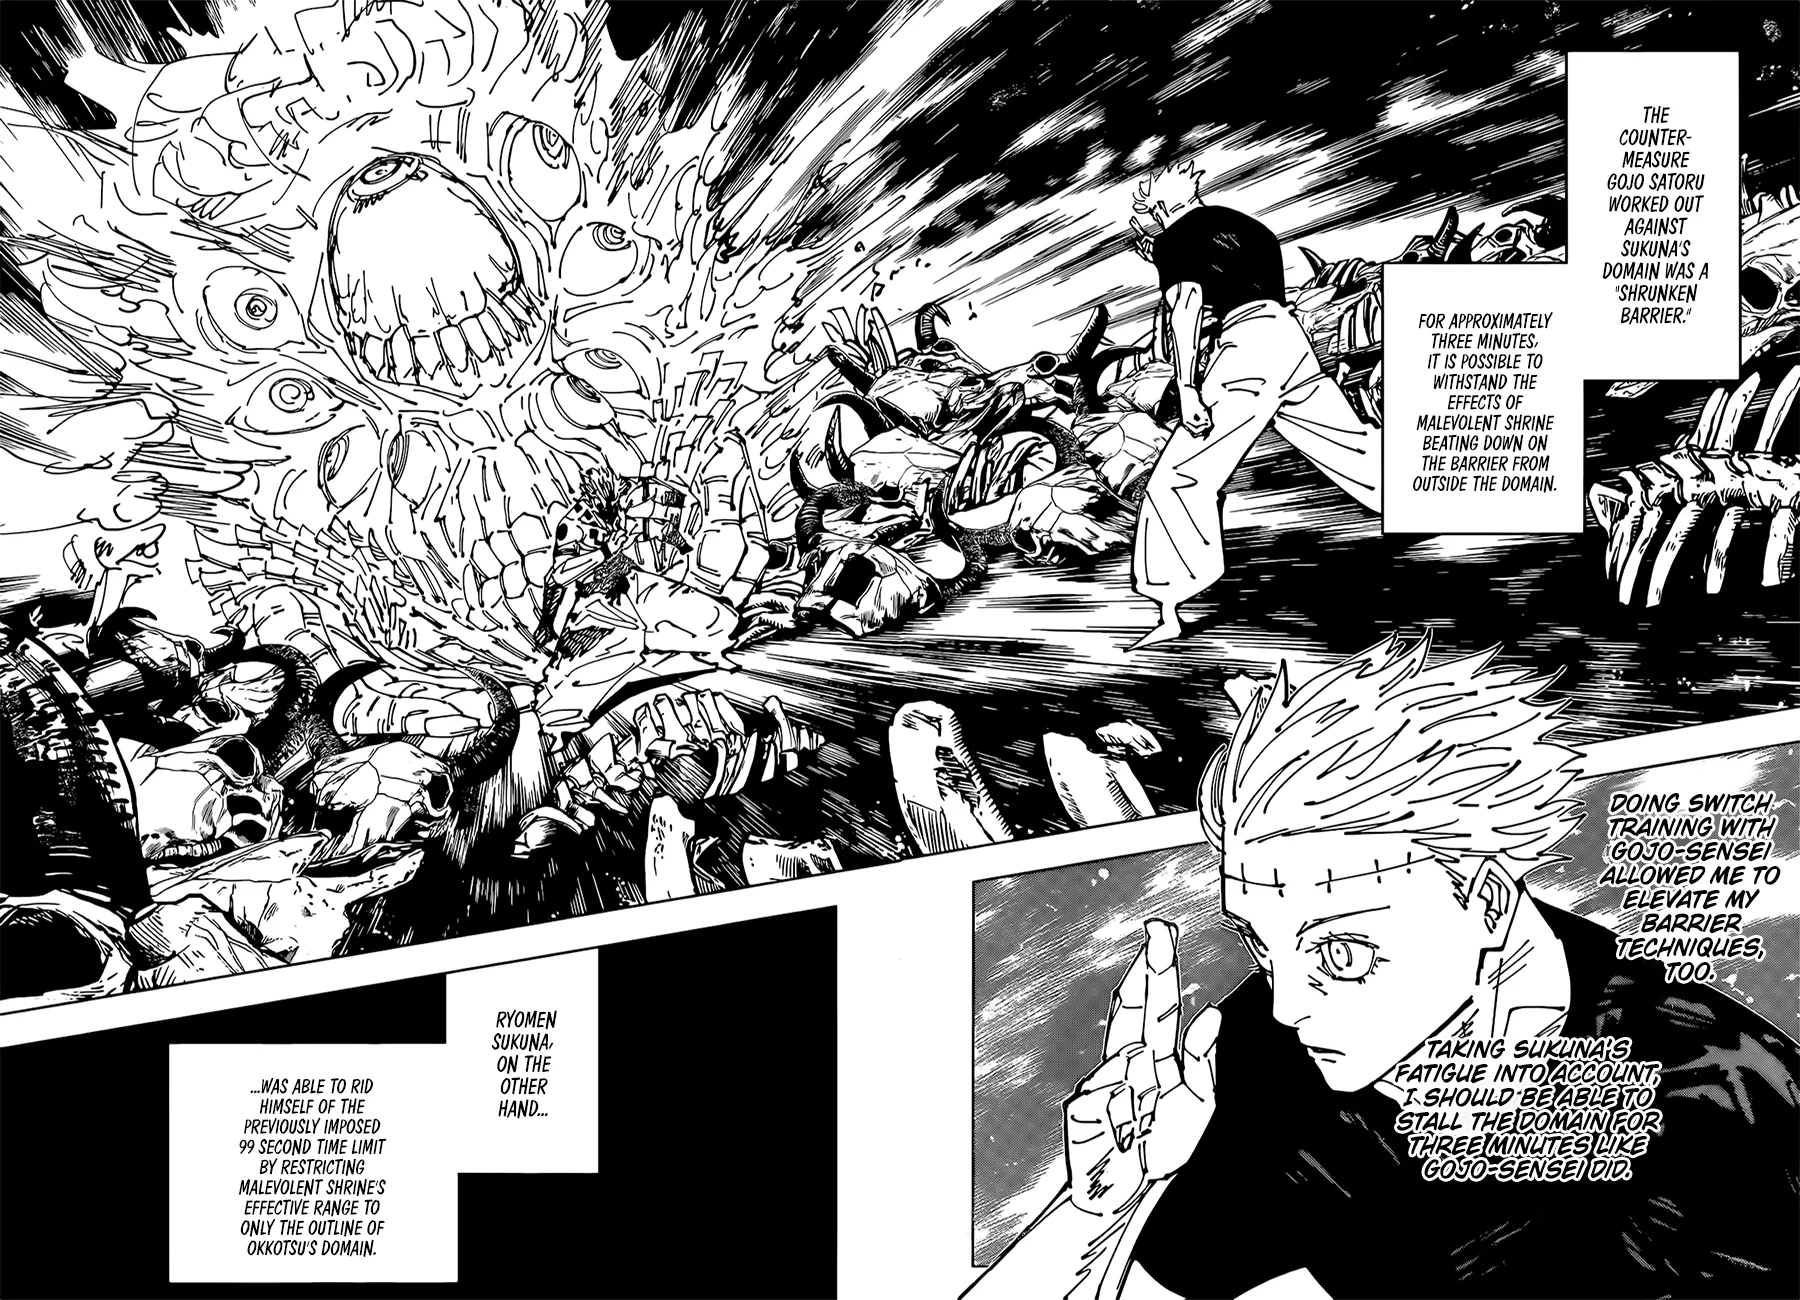 THE
COUNTER-
MEASURE
GOJO SATORU
WORKED OUT
AGAINST
SUKUNA'S
DOMAIN WAS A
"SHRUNKEN
BARRIER."
FOR APPROXIMATELY
THREE MINUTES,
IT IS POSSIBLE TO
WITHSTAND THE
EFFECTS OF
MALEVOLENT SHRINE
BEATING DOWN ON
THE BARRIER FROM
OUTSIDE THE DOMAIN.
DOING SWITCH
TRAINING WITH
GOJO-SENSEI
ALLOWED ME TO
ELEVATE MY
BARRIER
TECHNIQUES,
TOO.
TAKING SUKUNA'S
FATIGUE INTO ACCOUNT,
I SHOULD BE ABLE TO
STALL THE DOMAIN FOR
THREE MINUTES LIKE
GOJO-SENSEI DID.
RYOMEN
SUKUNA,
ON THE
OTHER
HAND...
...WAS ABLE TO RID
HIMSELF OF THE
PREVIOUSLY IMPOSED
99 SECOND TIME LIMIT
BY RESTRICTING
MALEVOLENT SHRINE'S
EFFECTIVE RANGE TO
ONLY THE OUTLINE OF
OKKOTSU'S DOMAIN.